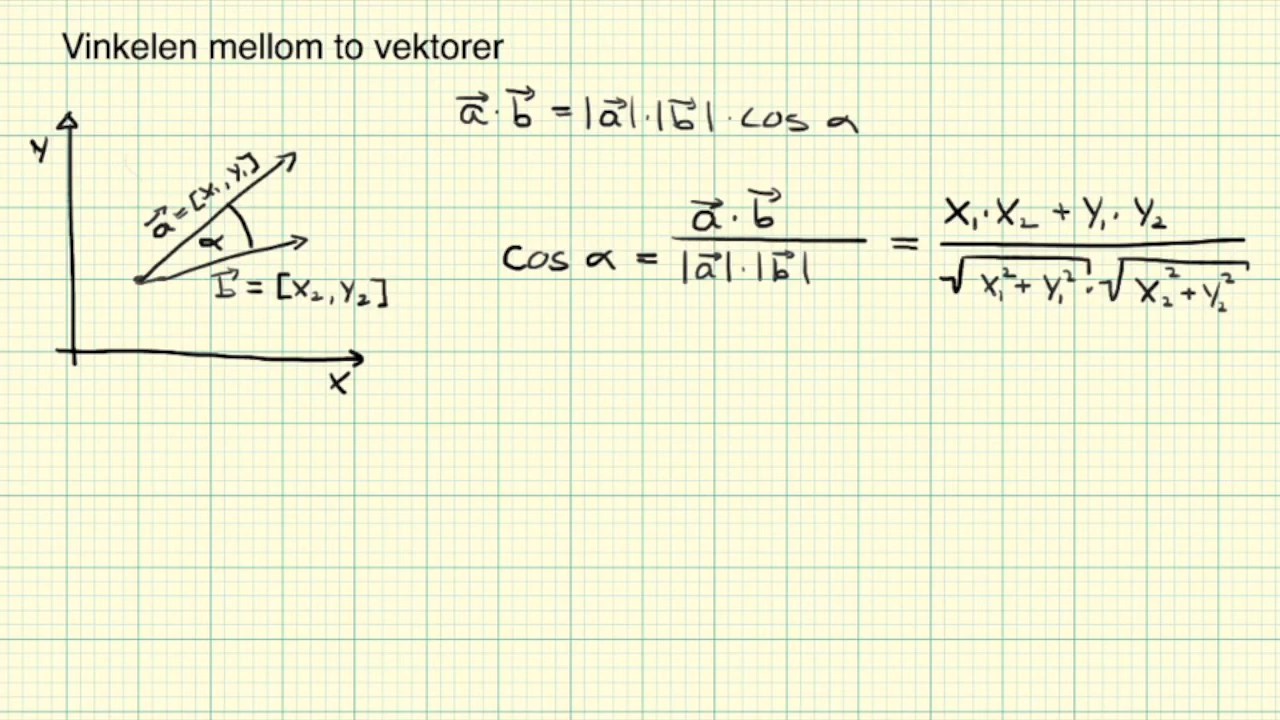 Vinkelen mellom to vektorer
a⃗ · b⃗ = |a⃗| · |b⃗| · cos α
y
a⃗ = [x₁, y₁]
α
b⃗ = [x₂, y₂]
x
cos α = (a⃗ · b⃗) / (|a⃗| · |b⃗|) = (x₁ · x₂ + y₁ · y₂) / (√(x₁² + y₁²) · √(x₂² + y₂²))